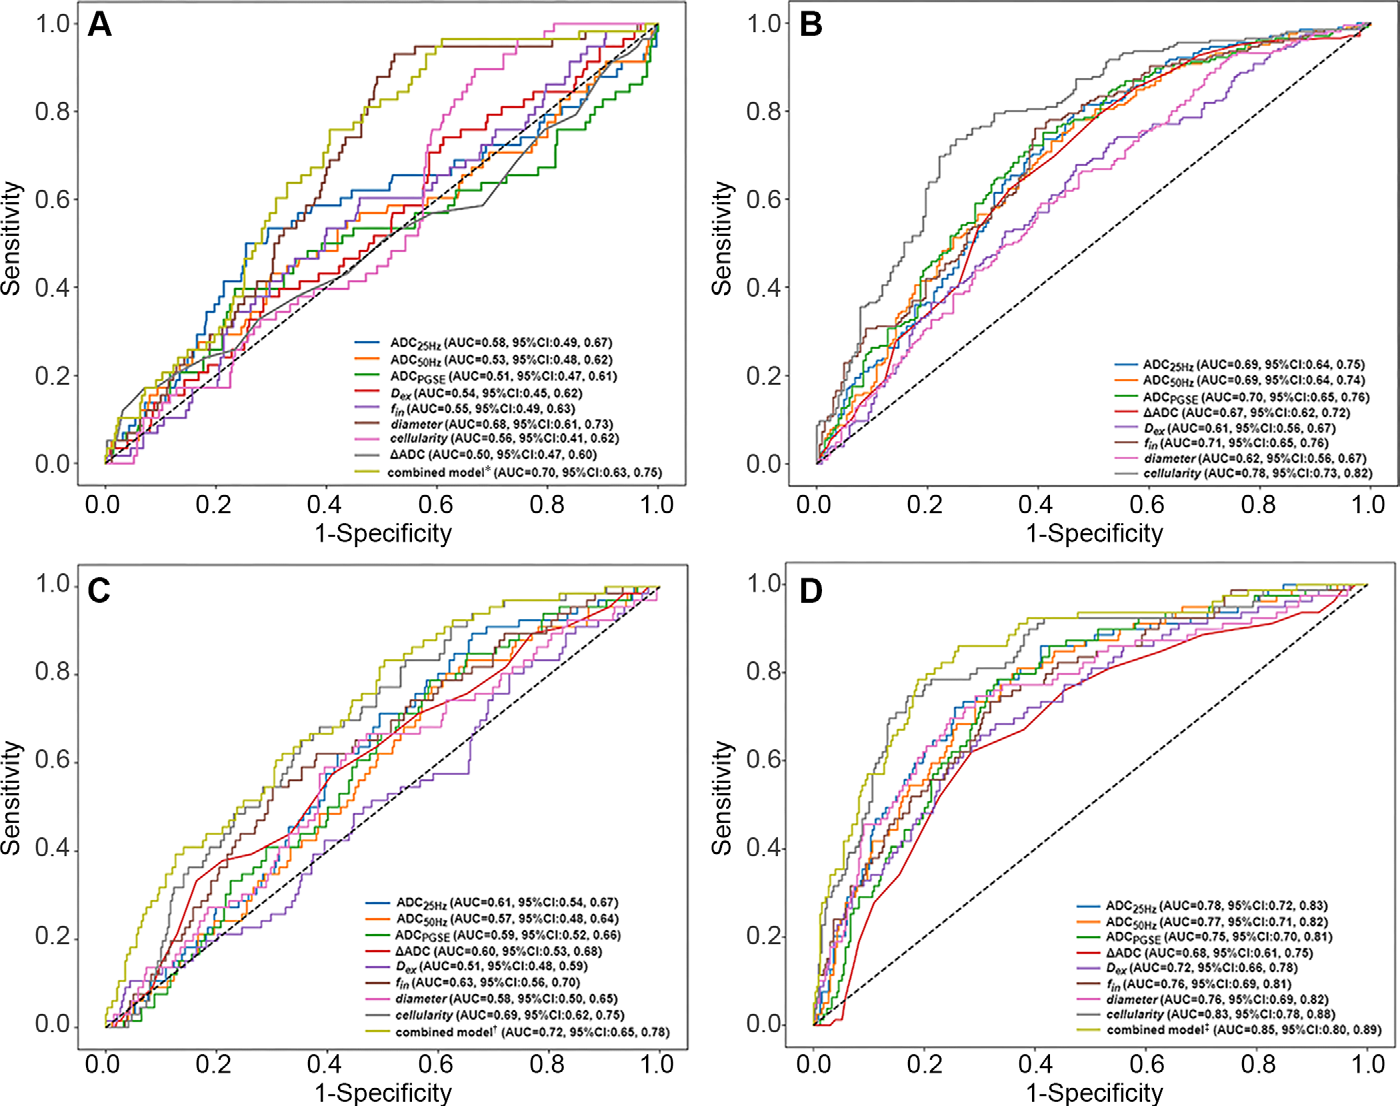 A
1.0
0.8
0.6
0.4
0.2
0.0
Sensitivity
ADC25Hz (AUC=0.58, 95%CI:0.49, 0.67)
ADC50Hz (AUC=0.53, 95%CI:0.48, 0.62)
ADCPGSE (AUC=0.51, 95%CI:0.47, 0.61)
Dex (AUC=0.54, 95%CI:0.45, 0.62)
fin (AUC=0.55, 95%CI:0.49, 0.63)
diameter (AUC=0.68, 95%CI:0.61, 0.73)
cellularity (AUC=0.56, 95%CI:0.41, 0.62)
ΔADC (AUC=0.50, 95%CI:0.47, 0.60)
combined model* (AUC=0.70, 95%CI:0.63, 0.75)
0.0 0.2 0.4 0.6 0.8 1.0
1-Specificity
B
1.0
0.8
0.6
0.4
0.2
0.0
Sensitivity
ADC25Hz (AUC=0.69, 95%CI:0.64, 0.75)
ADC50Hz (AUC=0.69, 95%CI:0.64, 0.74)
ADCPGSE (AUC=0.70, 95%CI:0.65, 0.76)
ΔADC (AUC=0.67, 95%CI:0.62, 0.72)
Dex (AUC=0.61, 95%CI:0.56, 0.67)
fin (AUC=0.71, 95%CI:0.65, 0.76)
diameter (AUC=0.62, 95%CI:0.56, 0.67)
cellularity (AUC=0.78, 95%CI:0.73, 0.82)
0.0 0.2 0.4 0.6 0.8 1.0
1-Specificity
C
1.0
0.8
0.6
0.4
0.2
0.0
Sensitivity
ADC25Hz (AUC=0.61, 95%CI:0.54, 0.67)
ADC50Hz (AUC=0.57, 95%CI:0.48, 0.64)
ADCPGSE (AUC=0.59, 95%CI:0.52, 0.66)
ΔADC (AUC=0.60, 95%CI:0.53, 0.68)
Dex (AUC=0.51, 95%CI:0.48, 0.59)
fin (AUC=0.63, 95%CI:0.56, 0.70)
diameter (AUC=0.58, 95%CI:0.50, 0.65)
cellularity (AUC=0.69, 95%CI:0.62, 0.75)
combined model† (AUC=0.72, 95%CI:0.65, 0.78)
0.0 0.2 0.4 0.6 0.8 1.0
1-Specificity
D
1.0
0.8
0.6
0.4
0.2
0.0
Sensitivity
ADC25Hz (AUC=0.78, 95%CI:0.72, 0.83)
ADC50Hz (AUC=0.77, 95%CI:0.71, 0.82)
ADCPGSE (AUC=0.75, 95%CI:0.70, 0.81)
ΔADC (AUC=0.68, 95%CI:0.61, 0.75)
Dex (AUC=0.72, 95%CI:0.66, 0.78)
fin (AUC=0.76, 95%CI:0.69, 0.81)
diameter (AUC=0.76, 95%CI:0.69, 0.82)
cellularity (AUC=0.83, 95%CI:0.78, 0.88)
combined model‡ (AUC=0.85, 95%CI:0.80, 0.89)
0.0 0.2 0.4 0.6 0.8 1.0
1-Specificity